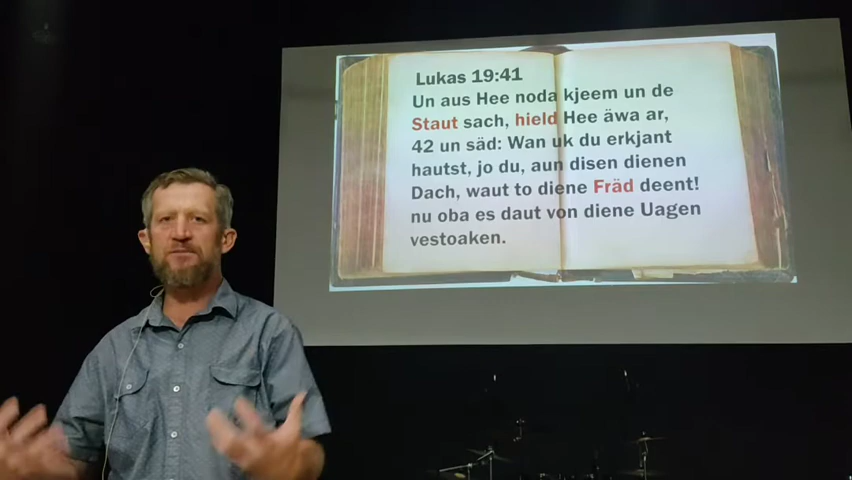 Lukas 19:41
Un aus Hee noda kjeem un de
Staut sach, hield Hee äwa ar,
42 un säd: Wan uk du erkjant
hautst, jo du, aun disen dienen
Dach, waut to diene Fräd deent!
nu oba es daut von diene Uagen
vestoaken.